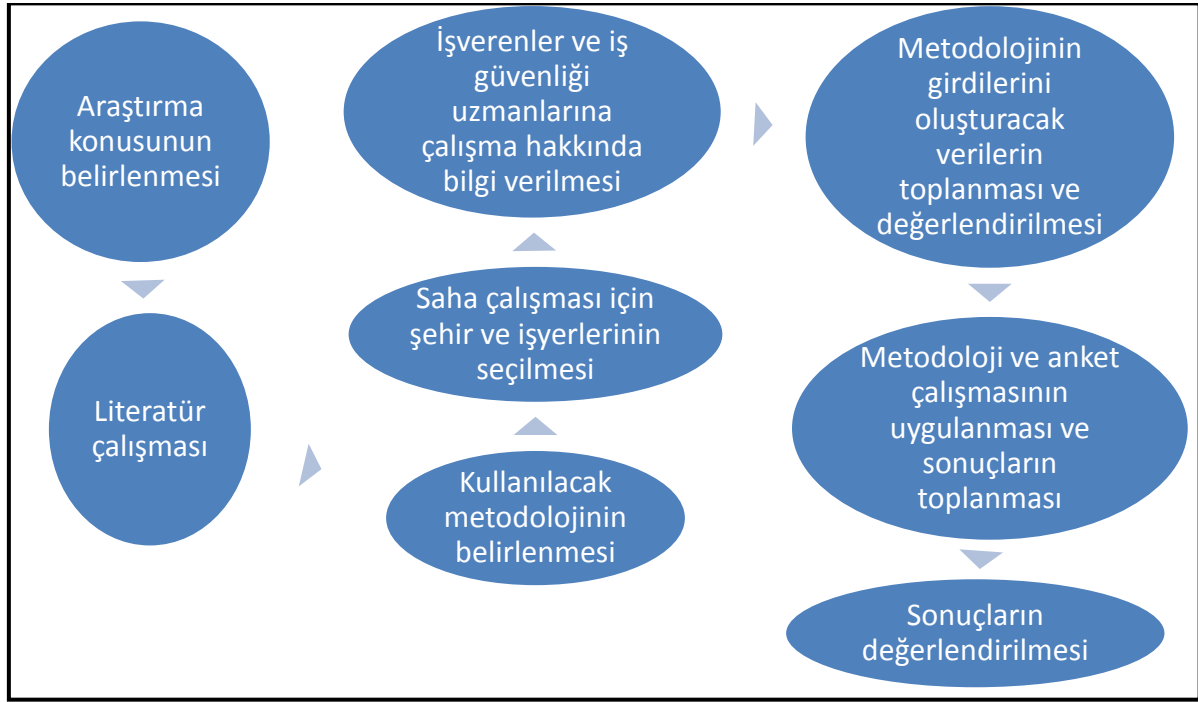 Araştırma
konusunun
belirlenmesi
Literatür
çalışması
Kullanılacak
metodolojinin
belirlenmesi
Saha çalışması için
şehir ve işyerlerinin
seçilmesi
İşverenler ve iş
güvenliği
uzmanlarına
çalışma hakkında
bilgi verilmesi
Metodolojinin
girdilerini
oluşturacak
verilerin
toplanması ve
değerlendirilmesi
Metodoloji ve anket
çalışmasının
uygulanması ve
sonuçların
toplanması
Sonuçların
değerlendirilmesi